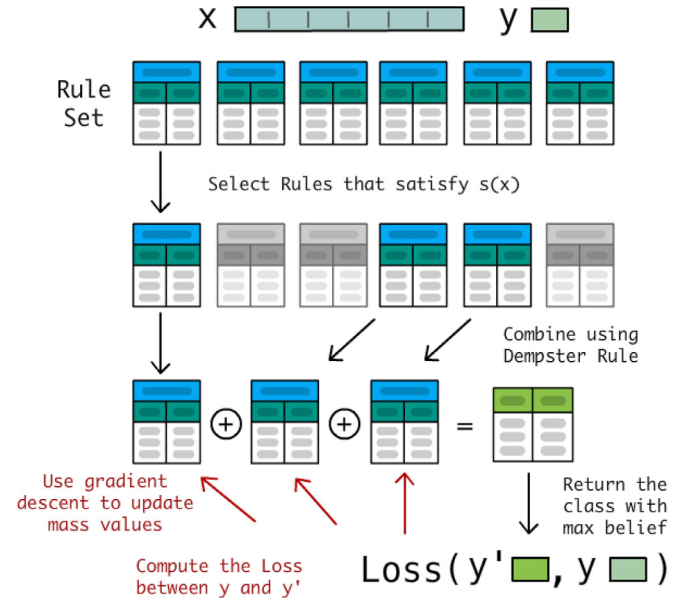 x y
Rule
Set
Select Rules that satisfy s(x)
Combine using
Dempster Rule
+ + =
Use gradient
descent to update
mass values
Return the
class with
max belief
Compute the Loss
between y and y'
Loss(y' , y )